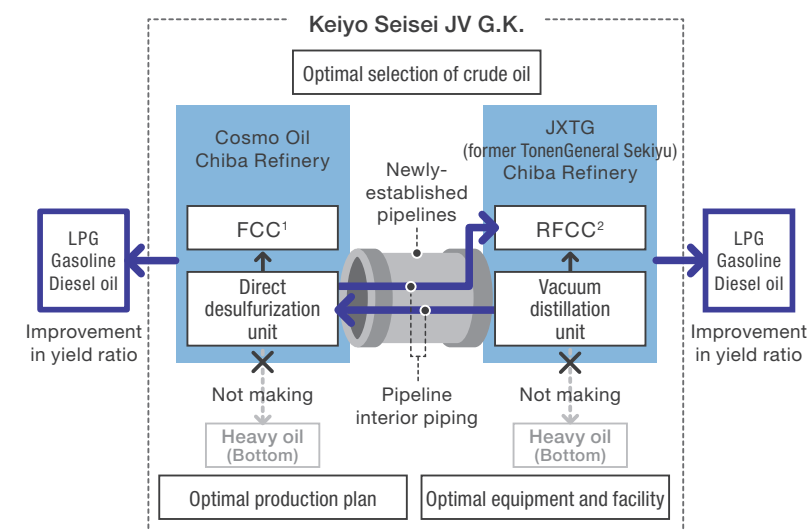 Keiyo Seisei JV G.K.
Optimal selection of crude oil
Cosmo Oil
Chiba Refinery
JXTG
(former TonenGeneral Sekiyu)
Chiba Refinery
Newly-
established
pipelines
FCC¹
RFCC²
LPG
Gasoline
Diesel oil
Improvement
in yield ratio
Direct
desulfurization
unit
Vacuum
distillation
unit
LPG
Gasoline
Diesel oil
Improvement
in yield ratio
Not making
Pipeline
interior piping
Not making
Heavy oil
(Bottom)
Heavy oil
(Bottom)
Optimal production plan
Optimal equipment and facility